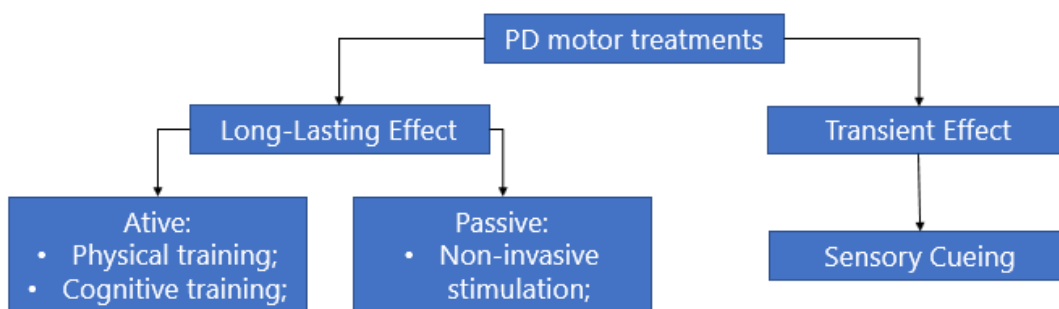 PD motor treatments
Long-Lasting Effect
Transient Effect
Ative:
• Physical training;
• Cognitive training;
Passive:
• Non-invasive
stimulation;
Sensory Cueing